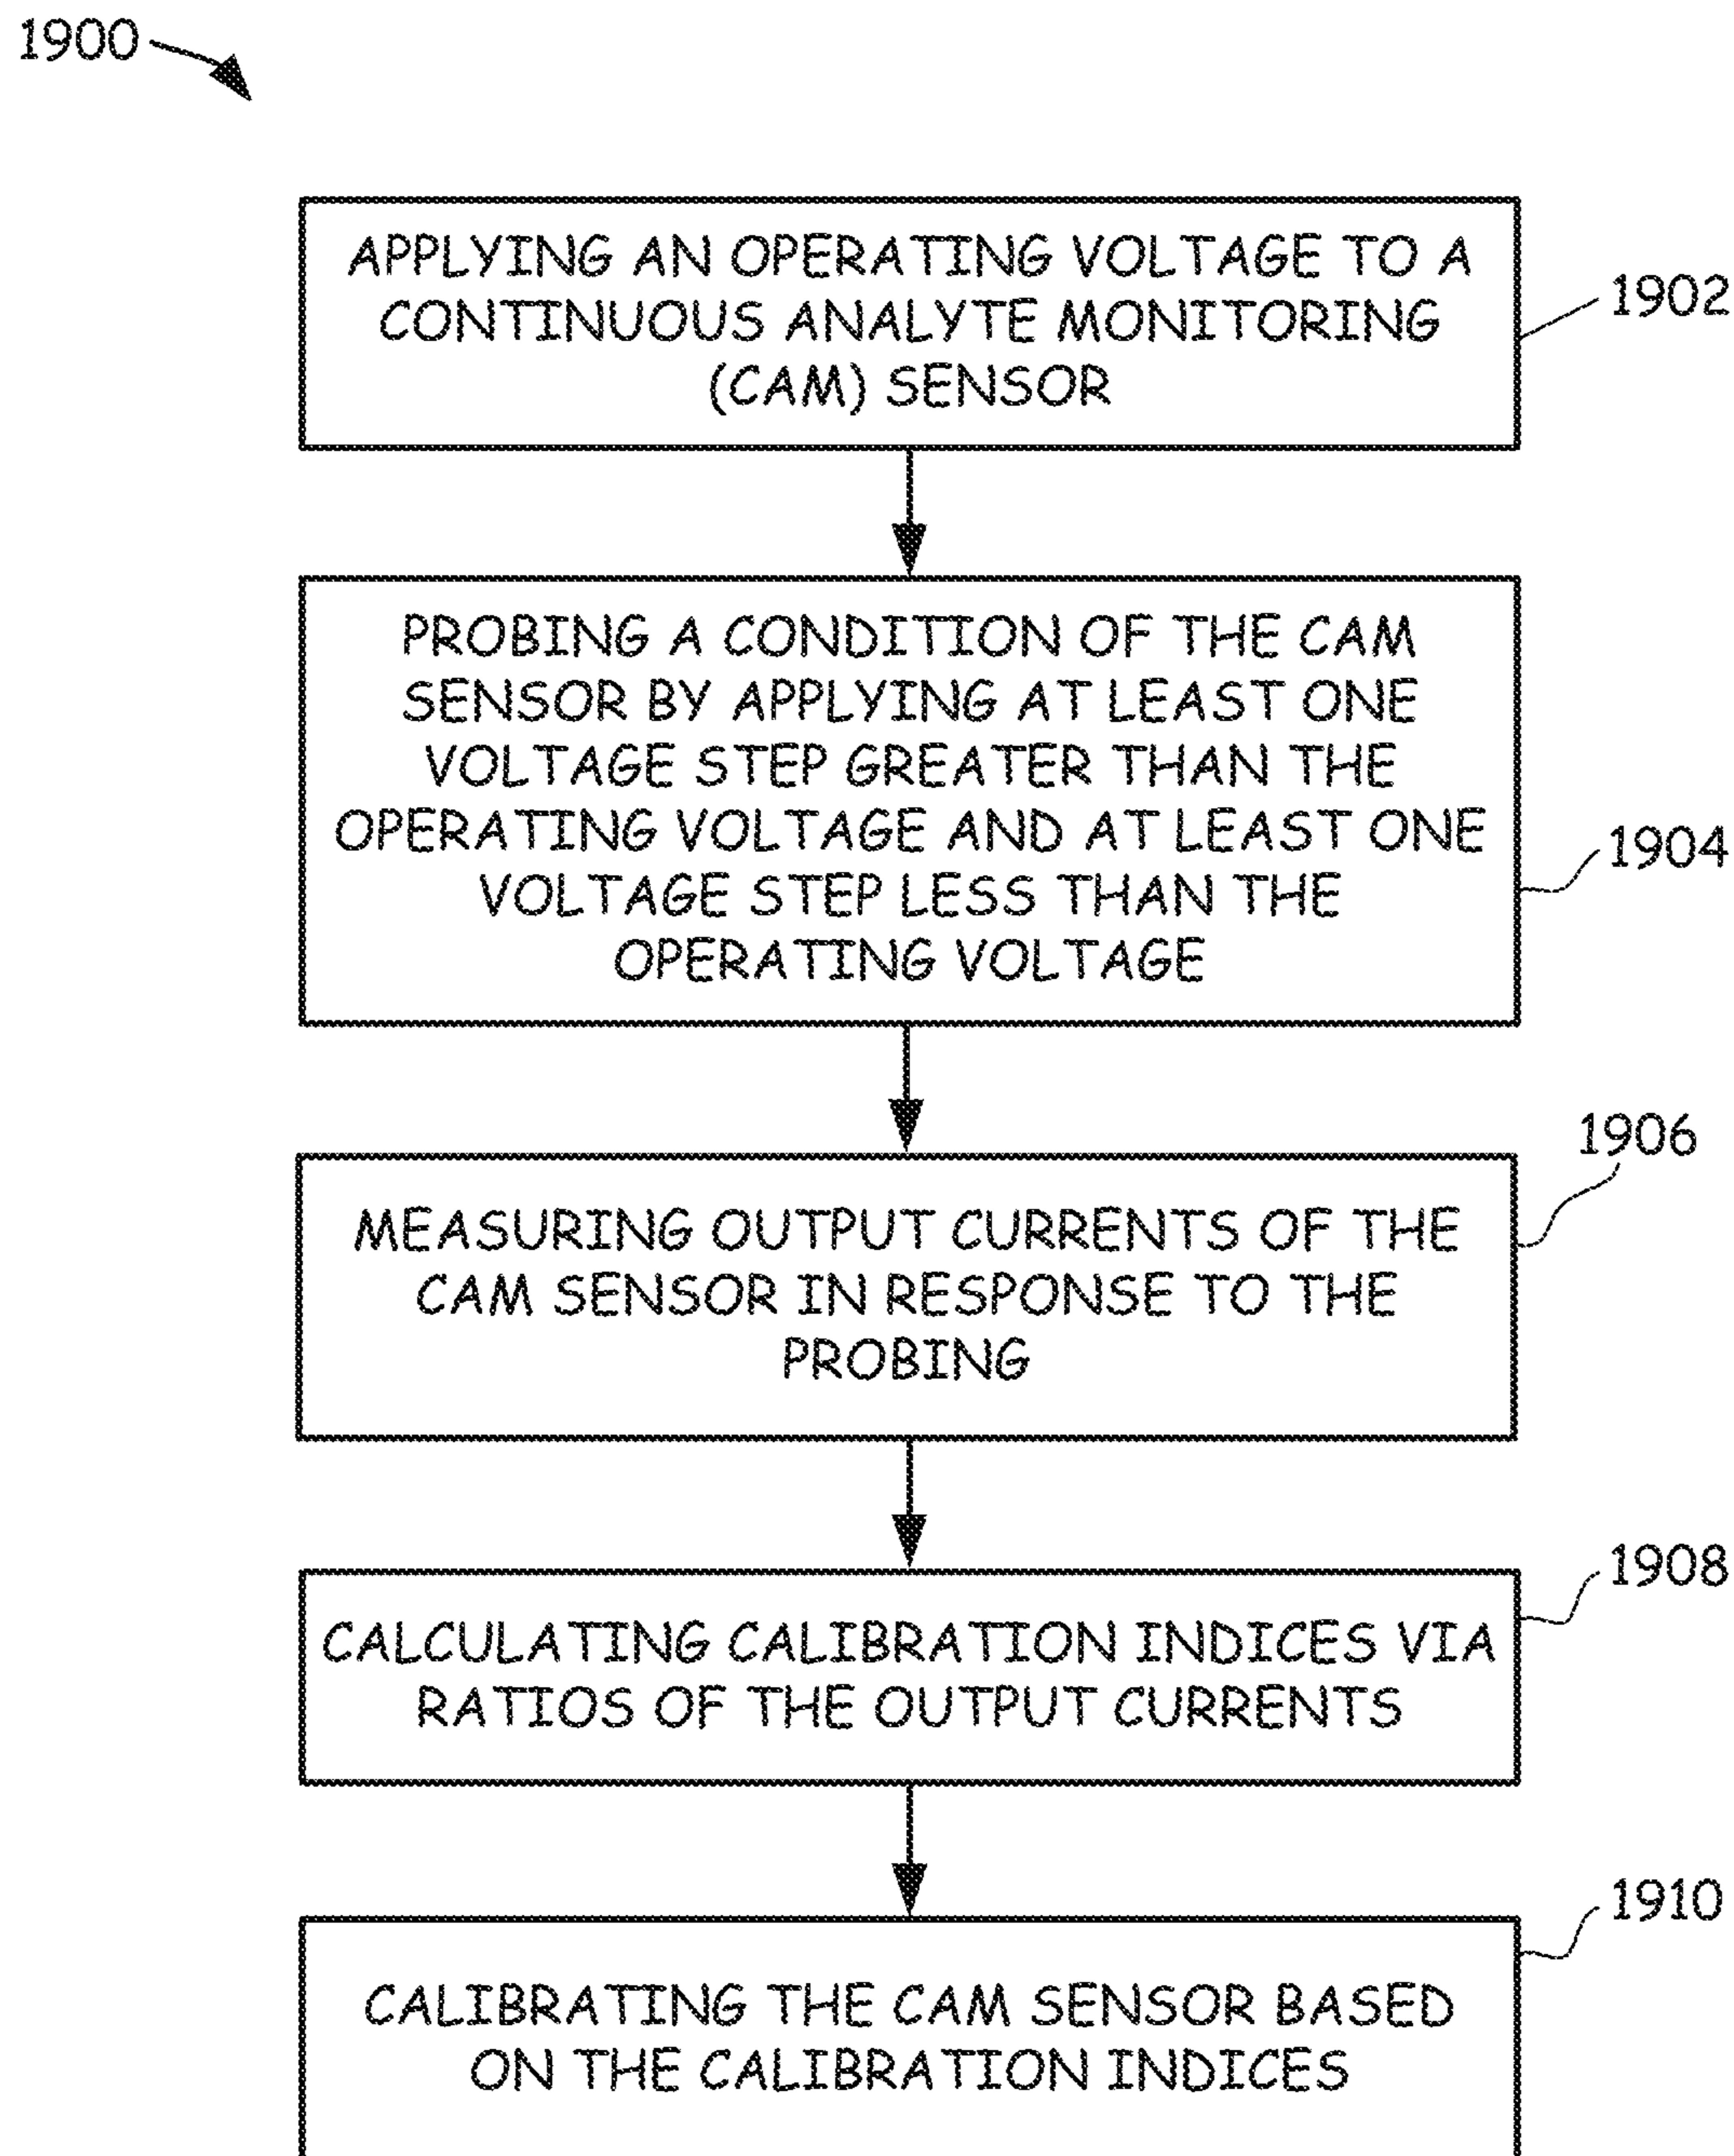 1900
APPLYING AN OPERATING VOLTAGE TO A
CONTINUOUS ANALYTE MONITORING
(CAM) SENSOR
1902
PROBING A CONDITION OF THE CAM
SENSOR BY APPLYING AT LEAST ONE
VOLTAGE STEP GREATER THAN THE
OPERATING VOLTAGE AND AT LEAST ONE
VOLTAGE STEP LESS THAN THE
OPERATING VOLTAGE
1904
MEASURING OUTPUT CURRENTS OF THE
CAM SENSOR IN RESPONSE TO THE
PROBING
1906
CALCULATING CALIBRATION INDICES VIA
RATIOS OF THE OUTPUT CURRENTS
1908
CALIBRATING THE CAM SENSOR BASED
ON THE CALIBRATION INDICES
1910